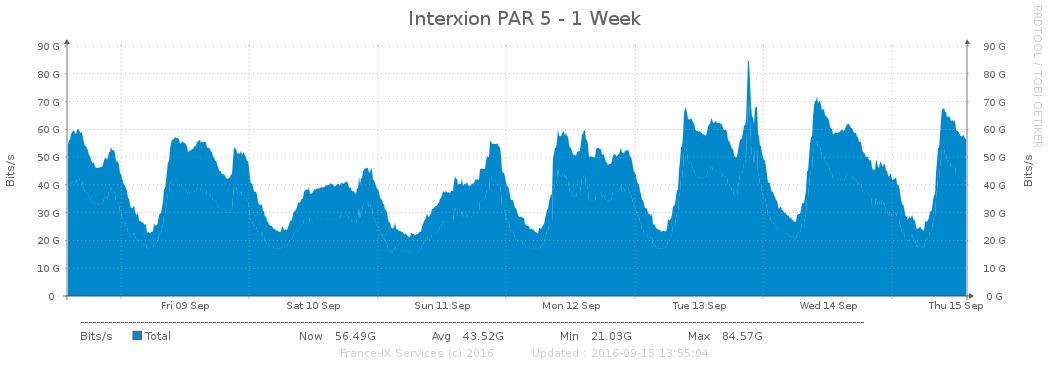 Interxion PAR 5 - 1 Week
RRDTOOL / TOBI OETIKER
Bits/s
90 G
80 G
70 G
60 G
50 G
40 G
30 G
20 G
10 G
0
90 G
80 G
70 G
60 G
50 G
40 G
30 G
20 G
10 G
0 G
Bits/s
Fri 09 Sep Sat 10 Sep Sun 11 Sep Mon 12 Sep Tue 13 Sep Wed 14 Sep Thu 15 Sep
Bits/s Total Now 56.49G Avg 43.52G Min 21.03G Max 84.57G
France-IX Services (c) 2016 Updated : 2016-09-15 13:55:04